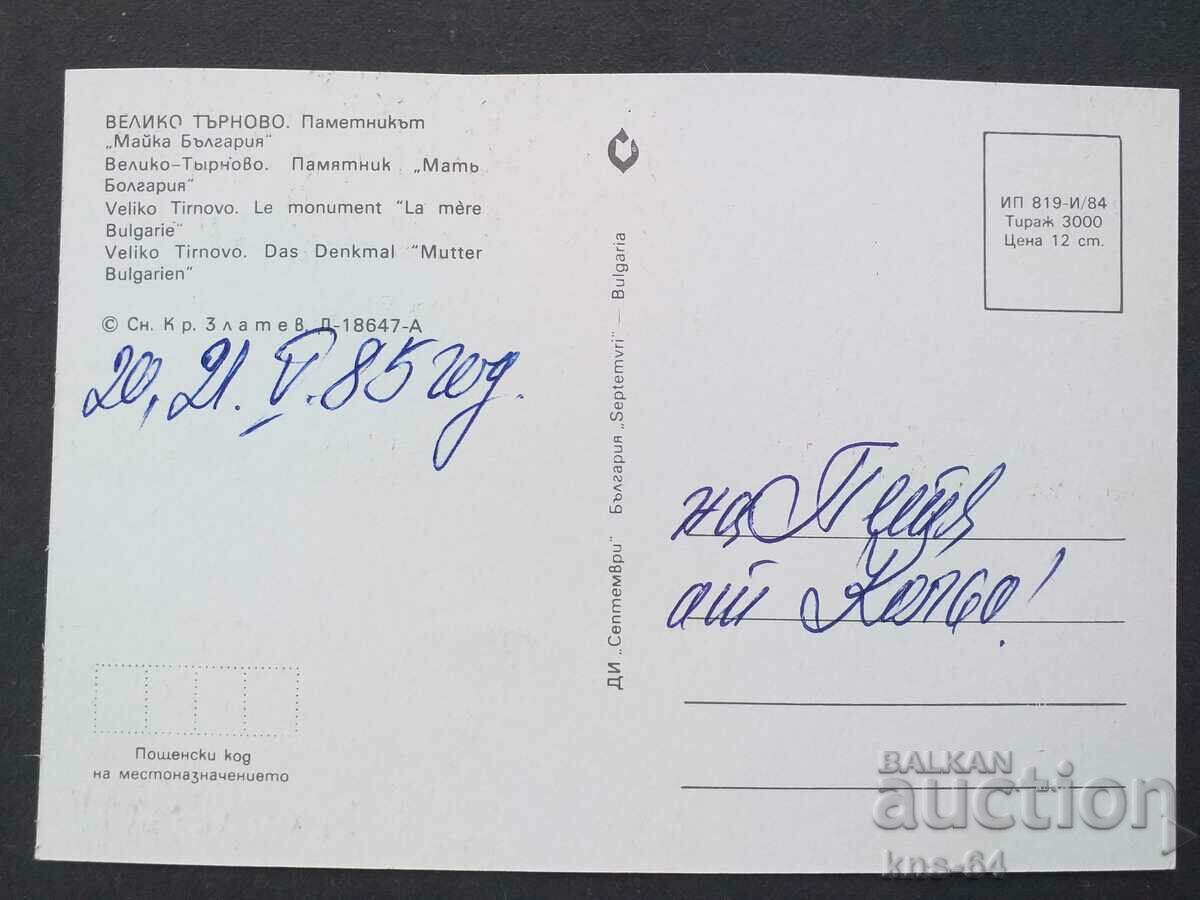 ВЕЛИКО ТЪРНОВО. Паметникът
„Майка България"
Велико-Тырново. Памятник „Мать
Болгария"
Veliko Tirnovo. Le monument "La mère
Bulgarie"
Veliko Tirnovo. Das Denkmal "Mutter
Bulgarien"
© Сн. Кр. Златев, Д-18647-А
20, 21. V. 85 год.
Пощенски код
на местоназначението
ДИ „Септември" България „Septemvri" — Bulgaria
ИП 819-И/84
Тираж 3000
Цена 12 ст.
на Петя
от Кольо!
BALKAN
auction
kns-64